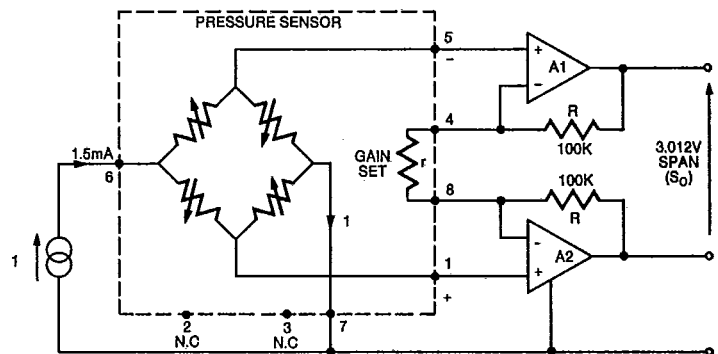 PRESSURE SENSOR
5
−
+
A1
−
4
R
100K
1.5mA
6
GAIN
SET
r
3.012V
SPAN
(S₀)
8
100K
R
1
1
−
A2
+
1
+
2
N.C
3
N.C
7